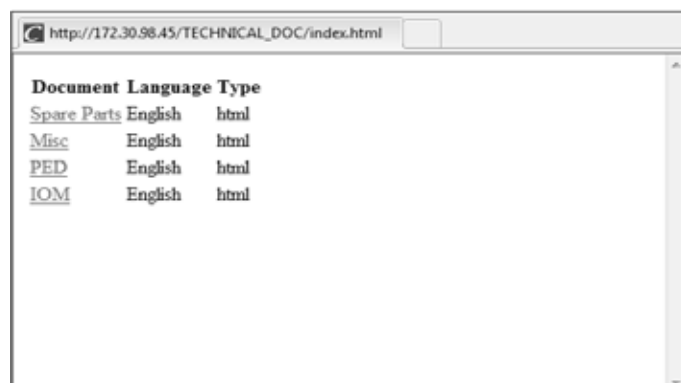 http://172.30.98.45/TECHNICAL_DOC/index.html
Document Language Type
Spare Parts English html
Misc English html
PED English html
IOM English html